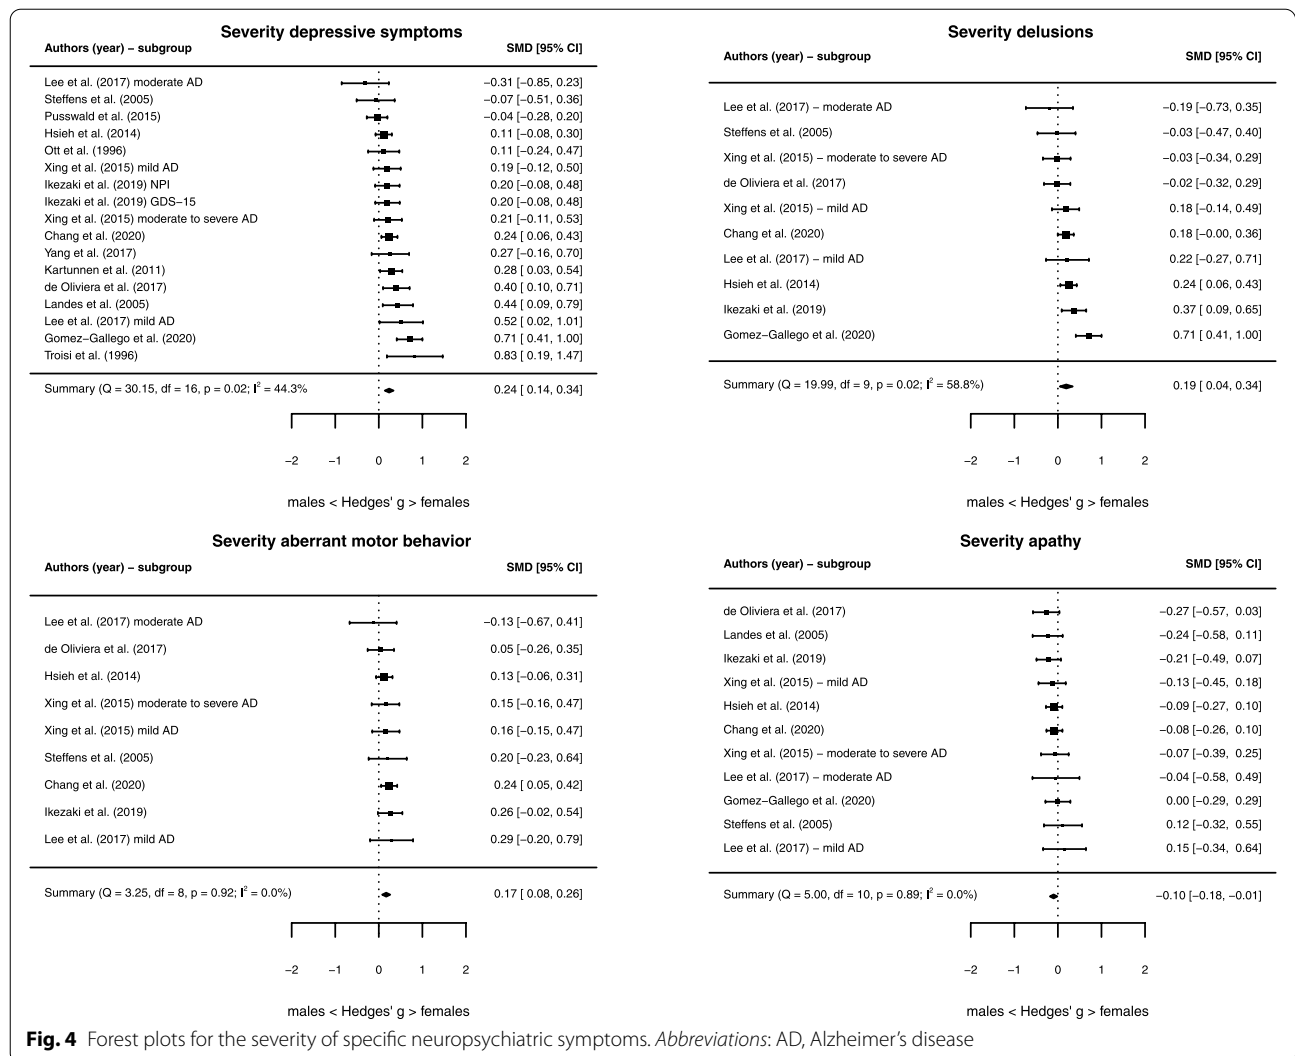 Severity depressive symptoms
Authors (year) − subgroup SMD [95% CI]
Lee et al. (2017) moderate AD −0.31 [−0.85, 0.23]
Steffens et al. (2005) −0.07 [−0.51, 0.36]
Pusswald et al. (2015) −0.04 [−0.28, 0.20]
Hsieh et al. (2014) 0.11 [−0.08, 0.30]
Ott et al. (1996) 0.11 [−0.24, 0.47]
Xing et al. (2015) mild AD 0.19 [−0.12, 0.50]
Ikezaki et al. (2019) NPI 0.20 [−0.08, 0.48]
Ikezaki et al. (2019) GDS−15 0.20 [−0.08, 0.48]
Xing et al. (2015) moderate to severe AD 0.21 [−0.11, 0.53]
Chang et al. (2020) 0.24 [ 0.06, 0.43]
Yang et al. (2017) 0.27 [−0.16, 0.70]
Kartunnen et al. (2011) 0.28 [ 0.03, 0.54]
de Oliviera et al. (2017) 0.40 [ 0.10, 0.71]
Landes et al. (2005) 0.44 [ 0.09, 0.79]
Lee et al. (2017) mild AD 0.52 [ 0.02, 1.01]
Gomez−Gallego et al. (2020) 0.71 [ 0.41, 1.00]
Troisi et al. (1996) 0.83 [ 0.19, 1.47]
Summary (Q = 30.15, df = 16, p = 0.02; I² = 44.3% 0.24 [ 0.14, 0.34]
−2 −1 0 1 2
males < Hedges' g > females
Severity delusions
Authors (year) − subgroup SMD [95% CI]
Lee et al. (2017) − moderate AD −0.19 [−0.73, 0.35]
Steffens et al. (2005) −0.03 [−0.47, 0.40]
Xing et al. (2015) − moderate to severe AD −0.03 [−0.34, 0.29]
de Oliviera et al. (2017) −0.02 [−0.32, 0.29]
Xing et al. (2015) − mild AD 0.18 [−0.14, 0.49]
Chang et al. (2020) 0.18 [−0.00, 0.36]
Lee et al. (2017) − mild AD 0.22 [−0.27, 0.71]
Hsieh et al. (2014) 0.24 [ 0.06, 0.43]
Ikezaki et al. (2019) 0.37 [ 0.09, 0.65]
Gomez−Gallego et al. (2020) 0.71 [ 0.41, 1.00]
Summary (Q = 19.99, df = 9, p = 0.02; I² = 58.8%) 0.19 [ 0.04, 0.34]
−2 −1 0 1 2
males < Hedges' g > females
Severity aberrant motor behavior
Authors (year) − subgroup SMD [95% CI]
Lee et al. (2017) moderate AD −0.13 [−0.67, 0.41]
de Oliviera et al. (2017) 0.05 [−0.26, 0.35]
Hsieh et al. (2014) 0.13 [−0.06, 0.31]
Xing et al. (2015) moderate to severe AD 0.15 [−0.16, 0.47]
Xing et al. (2015) mild AD 0.16 [−0.15, 0.47]
Steffens et al. (2005) 0.20 [−0.23, 0.64]
Chang et al. (2020) 0.24 [ 0.05, 0.42]
Ikezaki et al. (2019) 0.26 [−0.02, 0.54]
Lee et al. (2017) mild AD 0.29 [−0.20, 0.79]
Summary (Q = 3.25, df = 8, p = 0.92; I² = 0.0%) 0.17 [ 0.08, 0.26]
−2 −1 0 1 2
males < Hedges' g > females
Severity apathy
Authors (year) − subgroup SMD [95% CI]
de Oliviera et al. (2017) −0.27 [−0.57, 0.03]
Landes et al. (2005) −0.24 [−0.58, 0.11]
Ikezaki et al. (2019) −0.21 [−0.49, 0.07]
Xing et al. (2015) − mild AD −0.13 [−0.45, 0.18]
Hsieh et al. (2014) −0.09 [−0.27, 0.10]
Chang et al. (2020) −0.08 [−0.26, 0.10]
Xing et al. (2015) − moderate to severe AD −0.07 [−0.39, 0.25]
Lee et al. (2017) − moderate AD −0.04 [−0.58, 0.49]
Gomez−Gallego et al. (2020) 0.00 [−0.29, 0.29]
Steffens et al. (2005) 0.12 [−0.32, 0.55]
Lee et al. (2017) − mild AD 0.15 [−0.34, 0.64]
Summary (Q = 5.00, df = 10, p = 0.89; I² = 0.0%) −0.10 [−0.18, −0.01]
−2 −1 0 1 2
males < Hedges' g > females
Fig. 4 Forest plots for the severity of specific neuropsychiatric symptoms. Abbreviations: AD, Alzheimer’s disease